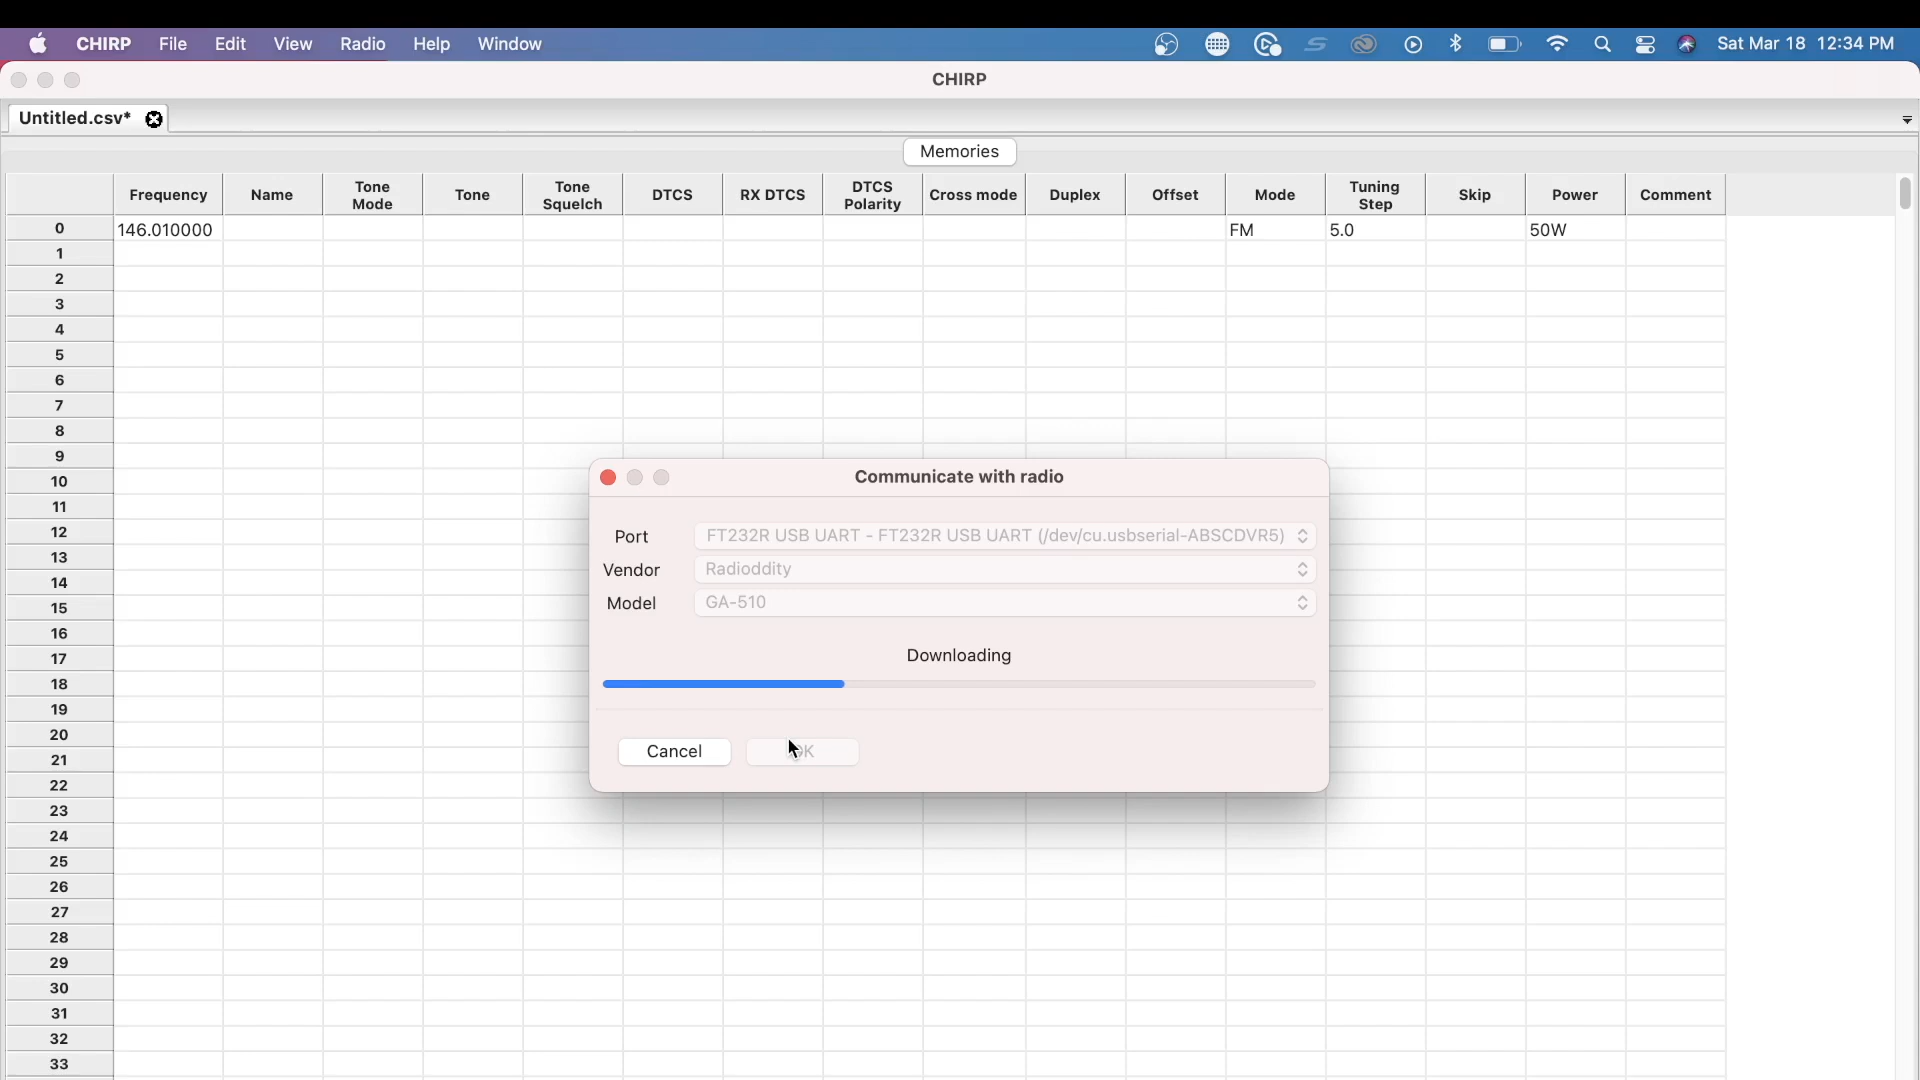 CHIRP File Edit View Radio Help Window Sat Mar 18 12:34 PM
CHIRP
Untitled.csv*
Memories
Frequency Name Tone Mode Tone Tone Squelch DTCS RX DTCS DTCS Polarity Cross mode Duplex Offset Mode Tuning Step Skip Power Comment
0 146.010000 FM 5.0 50W
1
2
3
4
5
6
7
8
9
10
11
12
13
14
15
16
17
18
19
20
21
22
23
24
25
26
27
28
29
30
31
32
33
Communicate with radio
Port FT232R USB UART - FT232R USB UART (/dev/cu.usbserial-ABSCDVR5)
Vendor Radioddity
Model GA-510
Downloading
Cancel OK